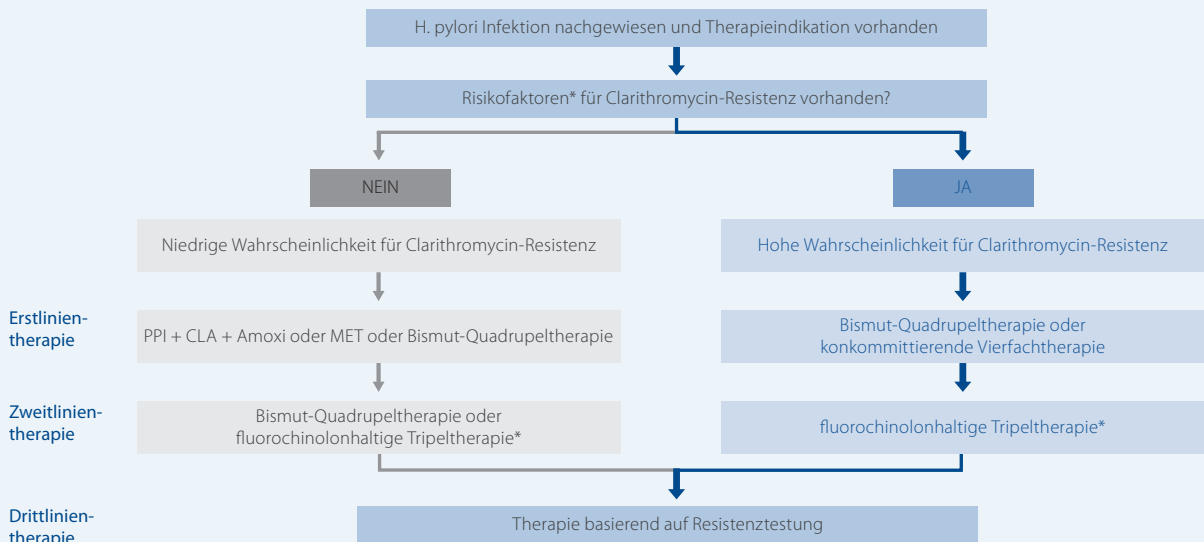 H. pylori Infektion nachgewiesen und Therapieindikation vorhanden
Risikofaktoren* für Clarithromycin-Resistenz vorhanden?
NEIN
JA
Niedrige Wahrscheinlichkeit für Clarithromycin-Resistenz
Hohe Wahrscheinlichkeit für Clarithromycin-Resistenz
Erstlinien-
therapie
PPI + CLA + Amoxi oder MET oder Bismut-Quadrupeltherapie
Bismut-Quadrupeltherapie oder
konkommittierende Vierfachtherapie
Zweitlinien-
therapie
Bismut-Quadrupeltherapie oder
fluorochinolonhaltige Tripeltherapie*
fluorochinolonhaltige Tripeltherapie*
Drittlinien-
therapie
Therapie basierend auf Resistenztestung